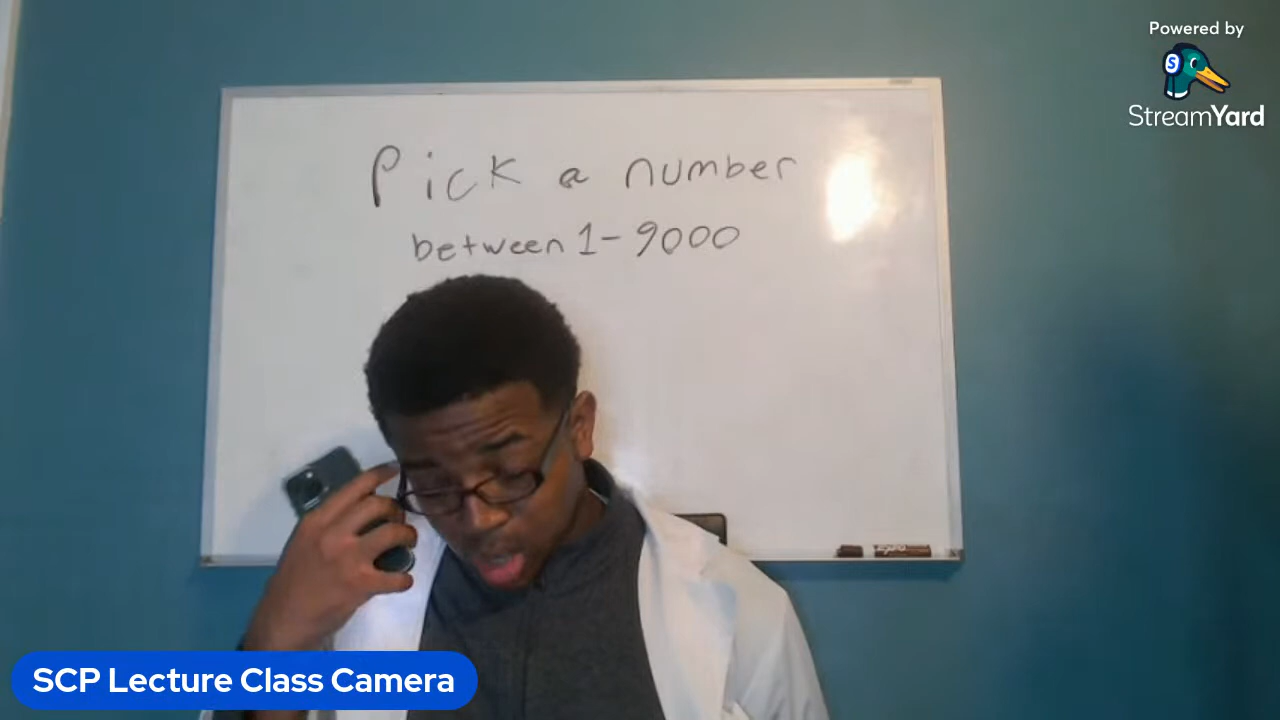 Powered by
StreamYard
Pick a number
between 1-9000
SCP Lecture Class Camera